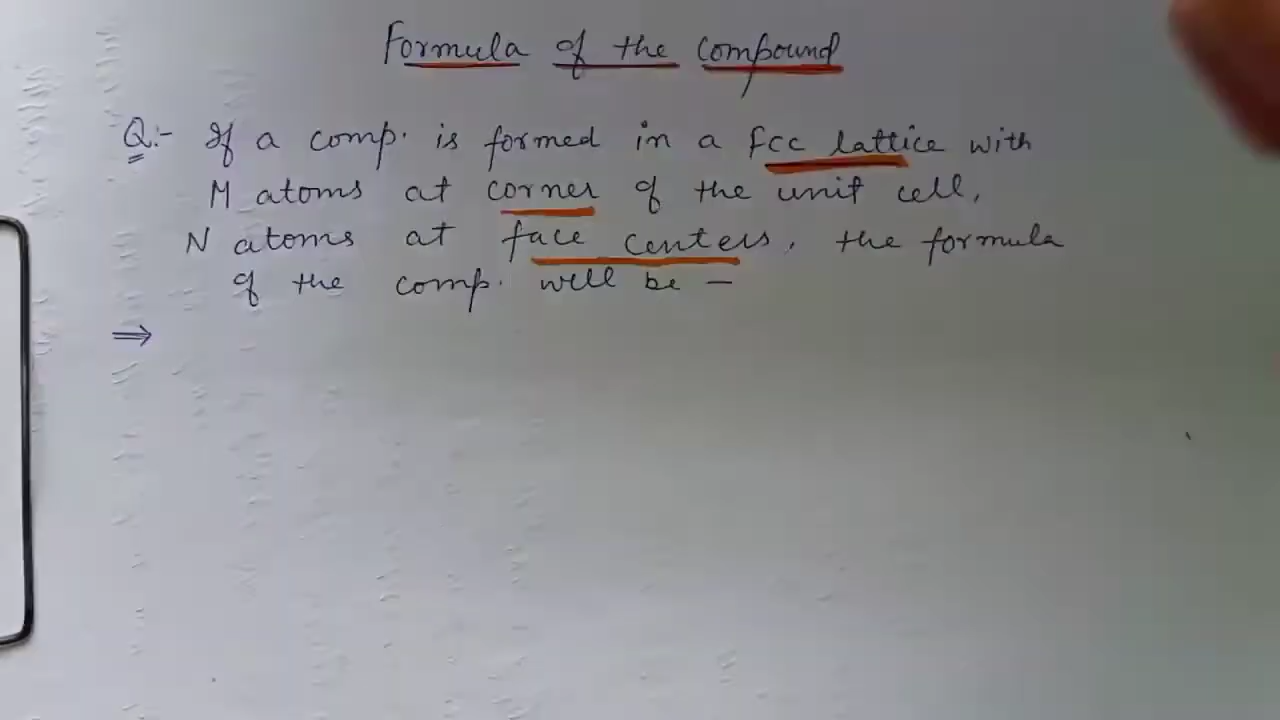 Formula of the Compound
Q:- If a comp. is formed in a fcc lattice with
M atoms at corner of the unit cell,
N atoms at face centers, the formula
of the comp. will be —
⇒